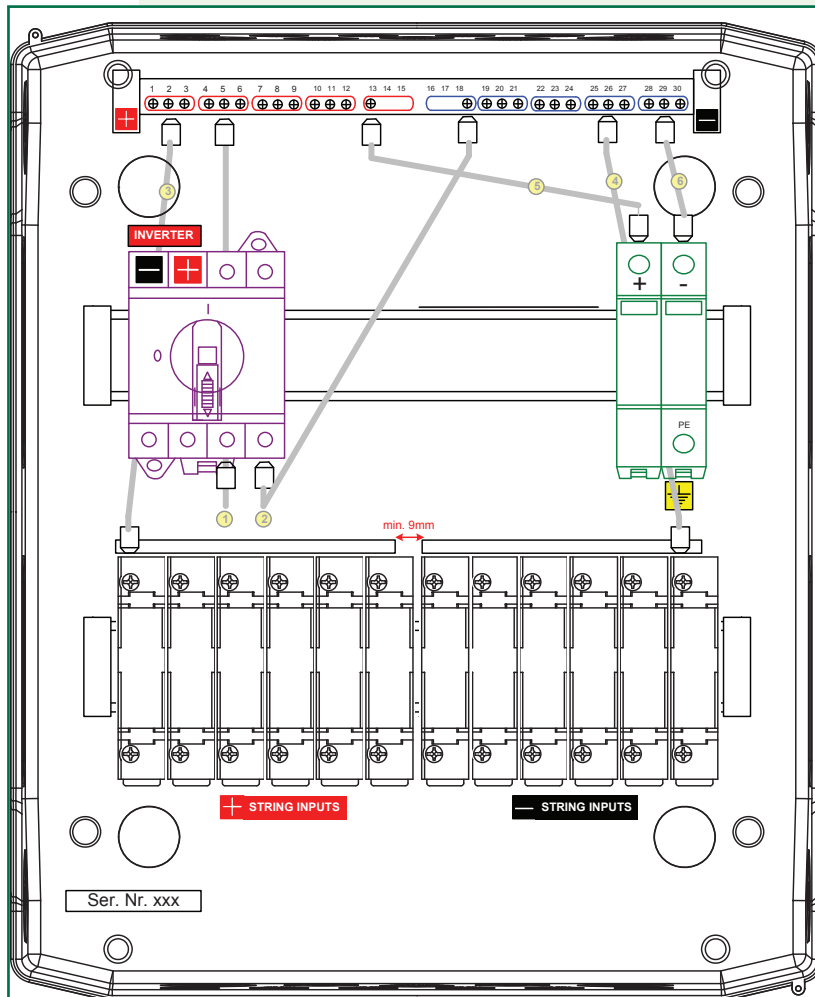 1 2 3 4 5 6 7 8 9 10 11 12 13 14 15 16 17 18 19 20 21 22 23 24 25 26 27 28 29 30
+ −
3 5 4 6
INVERTER
− +
+ -
I
O
PE
1 2
min. 9mm
+ STRING INPUTS − STRING INPUTS
Ser. Nr. xxx